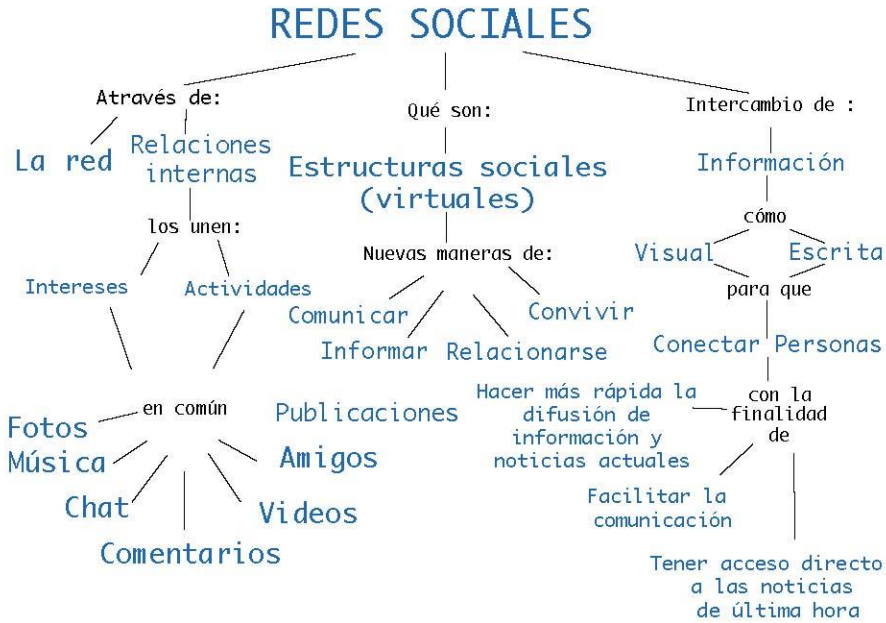 REDES SOCIALES
Através de:
La red
Relaciones
internas
los unen:
Intereses
Actividades
en común
Fotos
Música
Chat
Comentarios
Videos
Amigos
Publicaciones
Qué son:
Estructuras sociales
(virtuales)
Nuevas maneras de:
Comunicar
Informar
Relacionarse
Convivir
Intercambio de :
Información
cómo
Visual
Escrita
para que
Conectar Personas
con la
finalidad
de
Hacer más rápida la
difusión de
información y
noticias actuales
Facilitar la
comunicación
Tener acceso directo
a las noticias
de última hora